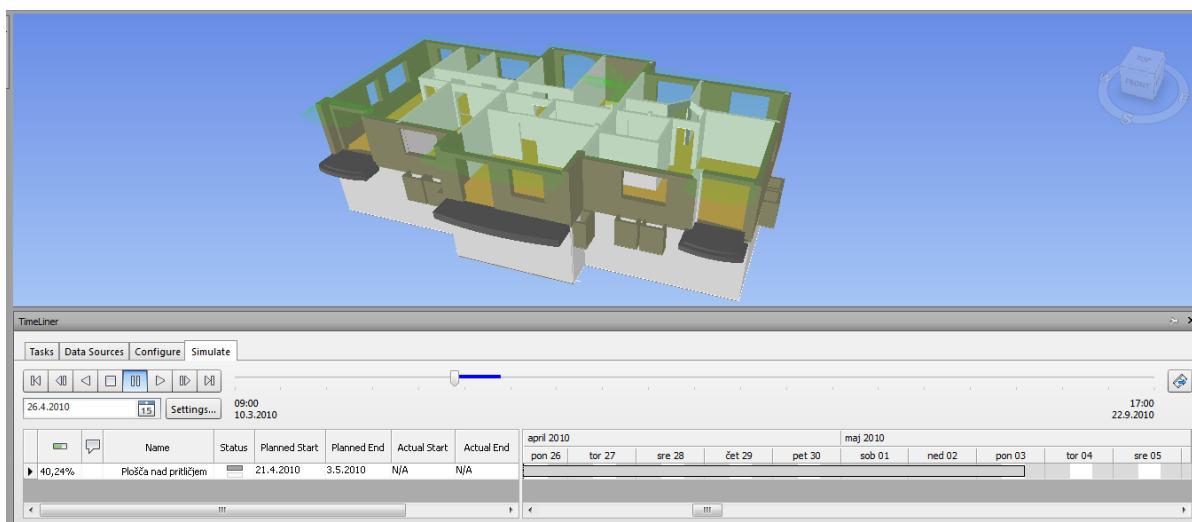 TOP
FRONT
S
TimeLiner
Tasks Data Sources Configure Simulate
26.4.2010 15 Settings... 09:00 17:00
10.3.2010 22.9.2010
Name Status Planned Start Planned End Actual Start Actual End
april 2010 maj 2010
pon 26 tor 27 sre 28 čet 29 pet 30 sob 01 ned 02 pon 03 tor 04 sre 05
40,24% Plošča nad pritličjem 21.4.2010 3.5.2010 N/A N/A